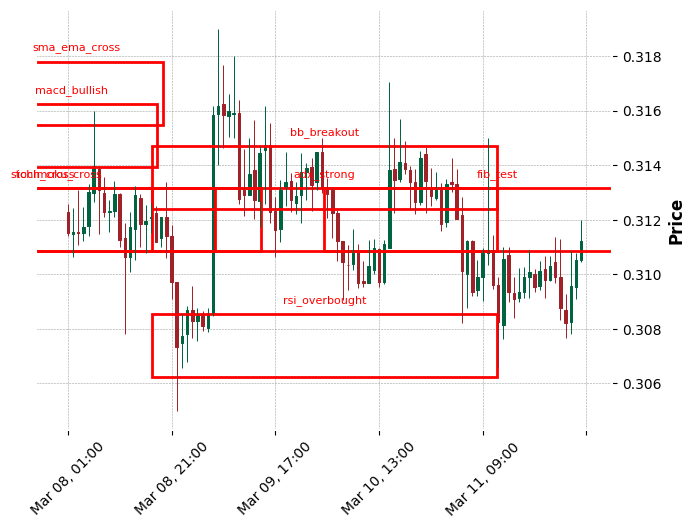 sma_ema_cross
macd_bullish
bb_breakout
adx_strong
fib_test
rsi_overbought
0.318
0.316
0.314
0.312
0.310
0.308
0.306
Price
Mar 08, 01:00
Mar 08, 21:00
Mar 09, 17:00
Mar 10, 13:00
Mar 11, 09:00